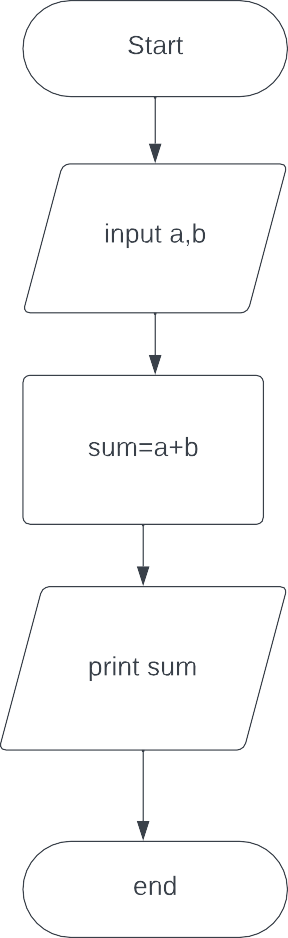 Start
input a,b
sum=a+b
print sum
end